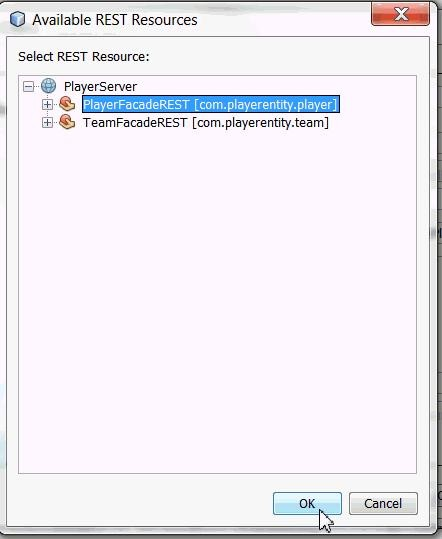 Available REST Resources
Select REST Resource:
PlayerServer
PlayerFacadeREST [com.playerentity.player]
TeamFacadeREST [com.playerentity.team]
OK
Cancel